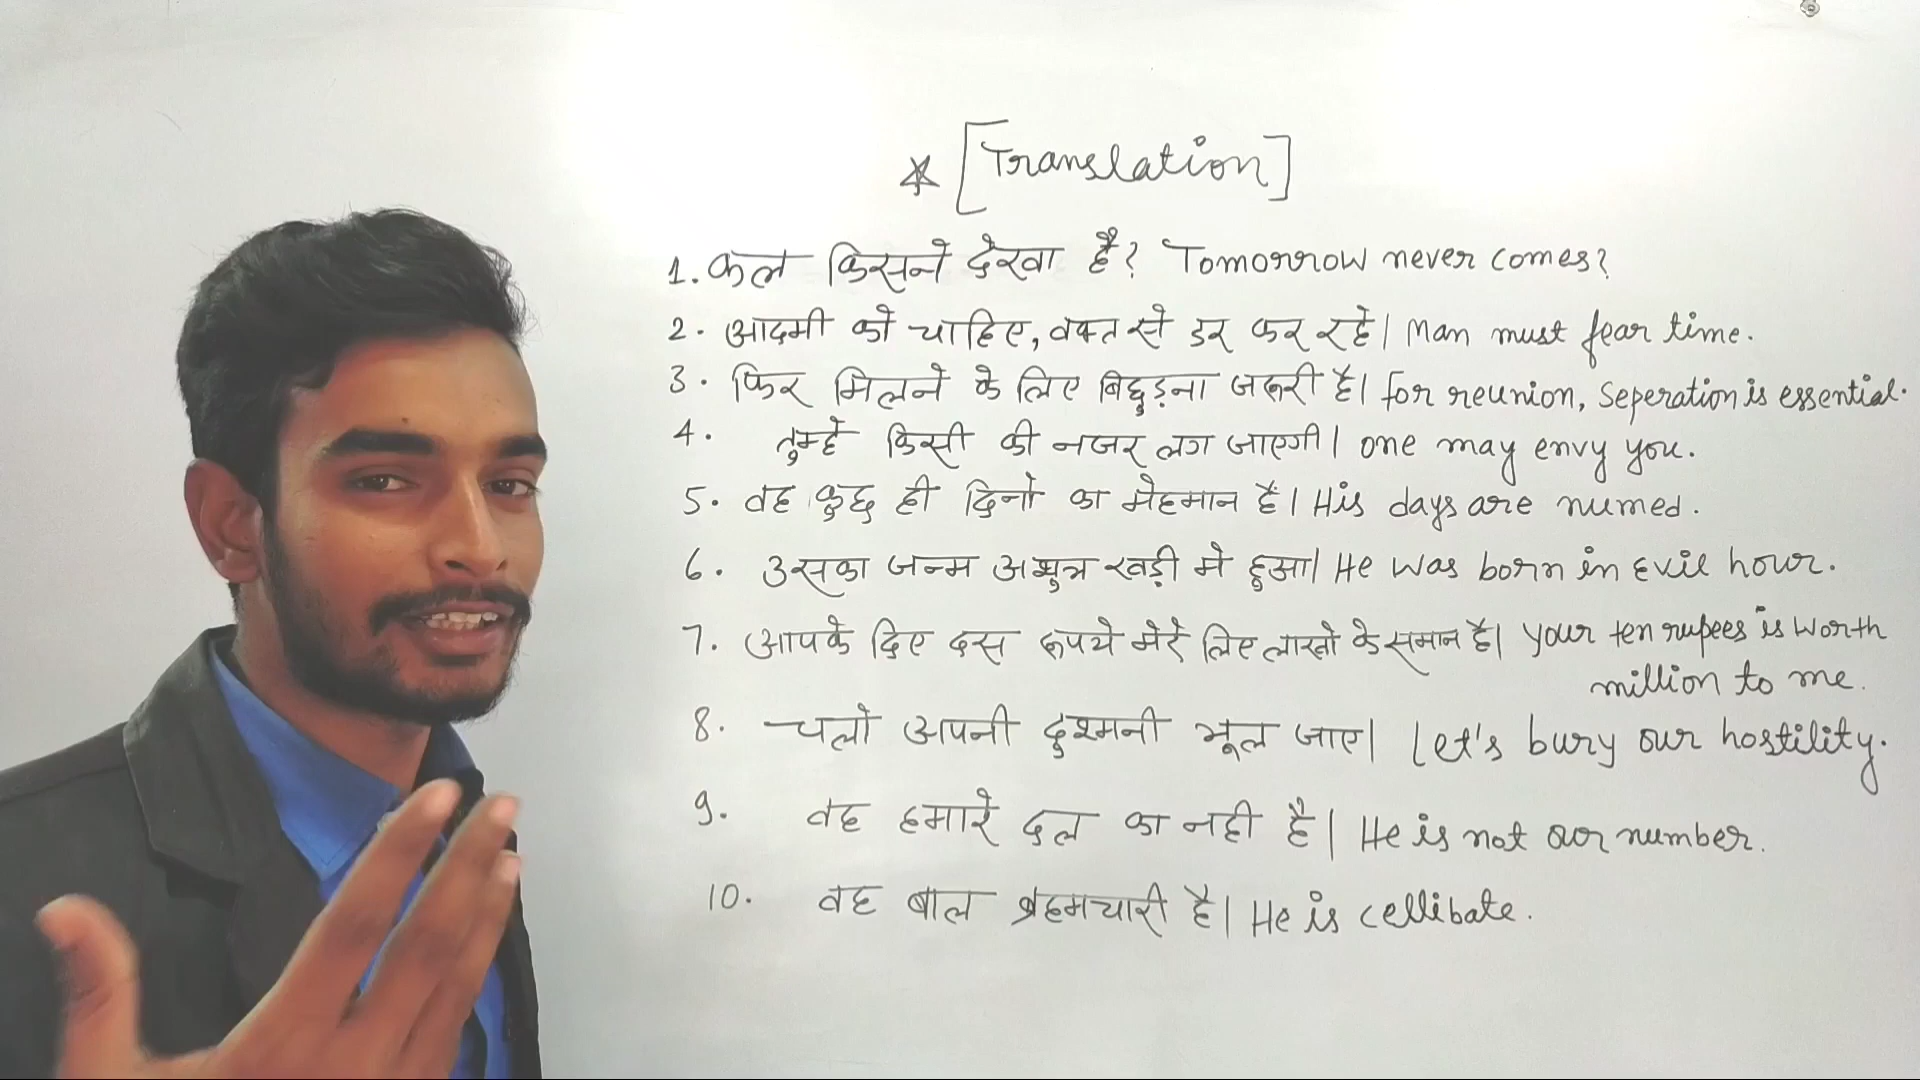 * [Translation]
1. कल किसने देखा है? Tomorrow never comes?
2. आदमी को चाहिए, वक्त से डर कर रहे| Man must fear time.
3. फिर मिलने के लिए बिछुड़ना जरूरी है| for reunion, Seperation is essential.
4. तुम्हे किसी की नजर लग जाएगी| one may envy you.
5. वह कुछ ही दिनो का मेहमान है| His days are numed.
6. उसका जन्म में हुआ| He was born in Evil hour.
7. आपके दिए दस रूपये मेरे लिए लाखो के समान है| your ten rupees is worth
million to me.
8. चलो अपनी दुश्मनी भूल जाए| Let's bury our hostility.
9. वह हमारे दल का नही है| He is not our number.
10. वह बाल ब्रहमचारी है| He is cellibate.